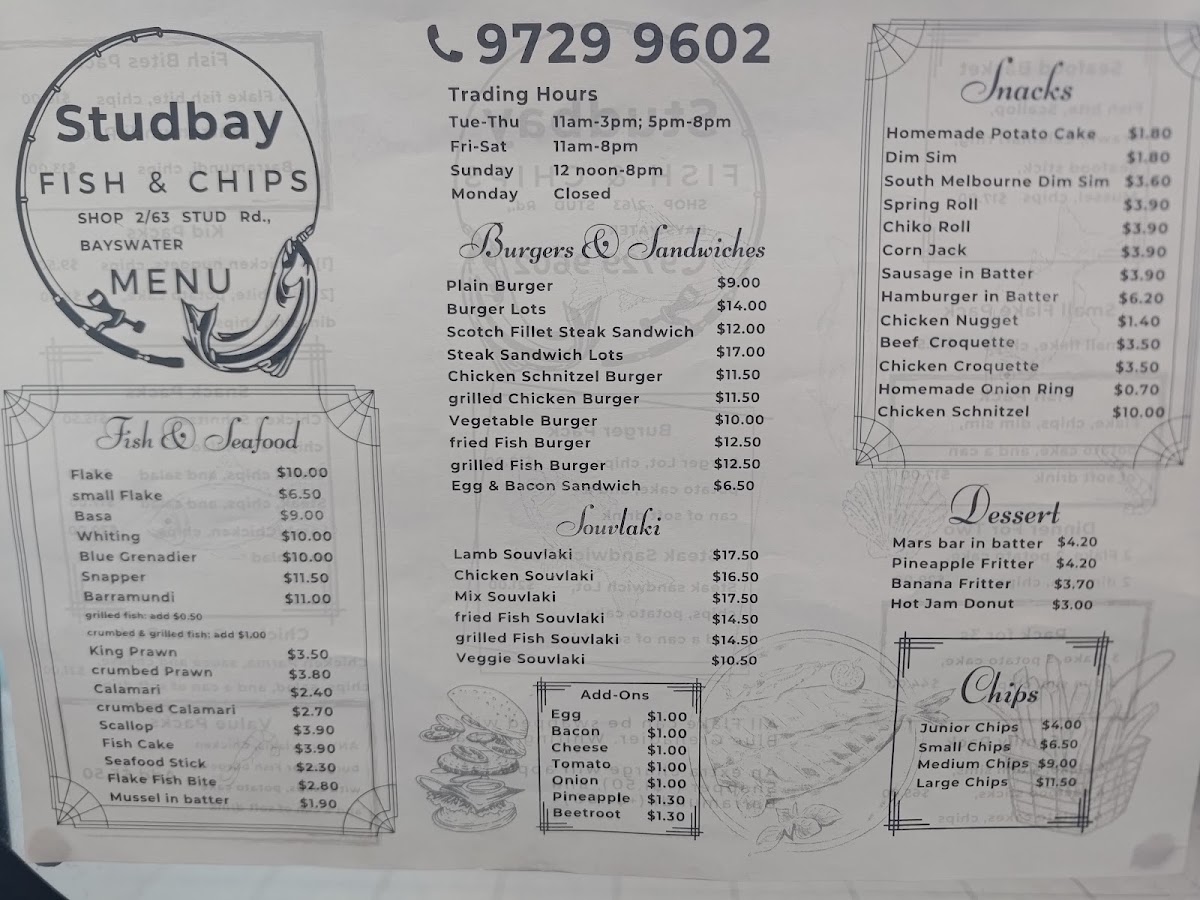 Studbay
FISH & CHIPS
SHOP 2/63 STUD Rd.,
BAYSWATER
MENU
9729 9602
Trading Hours
Tue-Thu 11am-3pm; 5pm-8pm
Fri-Sat 11am-8pm
Sunday 12 noon-8pm
Monday Closed
Fish & Seafood
Flake $10.00
small Flake $6.50
Basa $9.00
Whiting $10.00
Blue Grenadier $10.00
Snapper $11.50
Barramundi $11.00
grilled fish: add $0.50
crumbed & grilled fish: add $1.00
King Prawn $3.50
crumbed Prawn $3.80
Calamari $2.40
crumbed Calamari $2.70
Scallop $3.90
Fish Cake $3.90
Seafood Stick $2.30
Flake Fish Bite $2.80
Mussel in batter $1.90
Burgers & Sandwiches
Plain Burger $9.00
Burger Lots $14.00
Scotch Fillet Steak Sandwich $12.00
Steak Sandwich Lots $17.00
Chicken Schnitzel Burger $11.50
grilled Chicken Burger $11.50
Vegetable Burger $10.00
fried Fish Burger $12.50
grilled Fish Burger $12.50
Egg & Bacon Sandwich $6.50
Souvlaki
Lamb Souvlaki $17.50
Chicken Souvlaki $16.50
Mix Souvlaki $17.50
fried Fish Souvlaki $14.50
grilled Fish Souvlaki $14.50
Veggie Souvlaki $10.50
Add-Ons
Egg $1.00
Bacon $1.00
Cheese $1.00
Tomato $1.00
Onion $1.00
Pineapple $1.30
Beetroot $1.30
Snacks
Homemade Potato Cake $1.80
Dim Sim $1.80
South Melbourne Dim Sim $3.60
Spring Roll $3.90
Chiko Roll $3.90
Corn Jack $3.90
Sausage in Batter $3.90
Hamburger in Batter $6.20
Chicken Nugget $1.40
Beef Croquette $3.50
Chicken Croquette $3.50
Homemade Onion Ring $0.70
Chicken Schnitzel $10.00
Dessert
Mars bar in batter $4.20
Pineapple Fritter $4.20
Banana Fritter $3.70
Hot Jam Donut $3.00
Chips
Junior Chips $4.00
Small Chips $6.50
Medium Chips $9.00
Large Chips $11.50